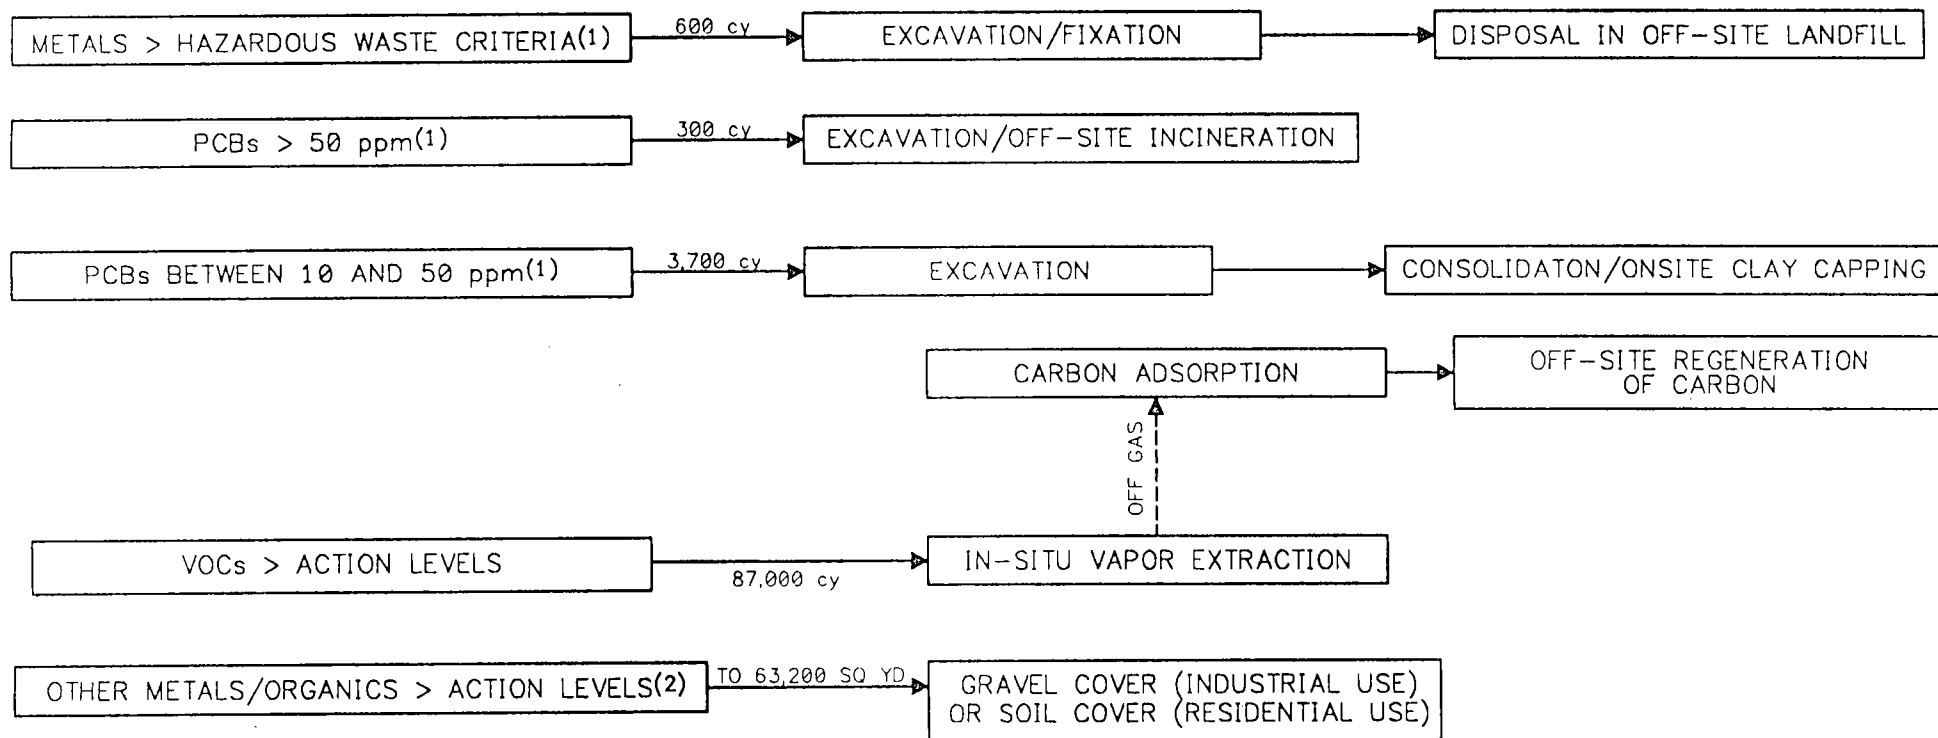 METALS > HAZARDOUS WASTE CRITERIA(1)
600 cy
EXCAVATION/FIXATION
DISPOSAL IN OFF-SITE LANDFILL
PCBs > 50 ppm(1)
300 cy
EXCAVATION/OFF-SITE INCINERATION
PCBs BETWEEN 10 AND 50 ppm(1)
3,700 cy
EXCAVATION
CONSOLIDATON/ONSITE CLAY CAPPING
CARBON ADSORPTION
OFF-SITE REGENERATION
OF CARBON
OFF GAS
VOCs > ACTION LEVELS
87,000 cy
IN-SITU VAPOR EXTRACTION
OTHER METALS/ORGANICS > ACTION LEVELS(2)
TO 63,200 SQ YD
GRAVEL COVER (INDUSTRIAL USE)
OR SOIL COVER (RESIDENTIAL USE)